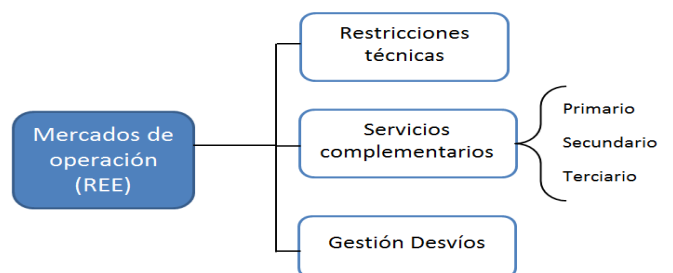 Mercados de
operación
(REE)
Restricciones
técnicas
Servicios
complementarios
Primario
Secundario
Terciario
Gestión Desvíos